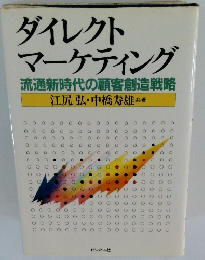 ダイレクト
マーケティング
流通新時代の顧客創造戦略
江尻 弘・中橋寿雄 共著